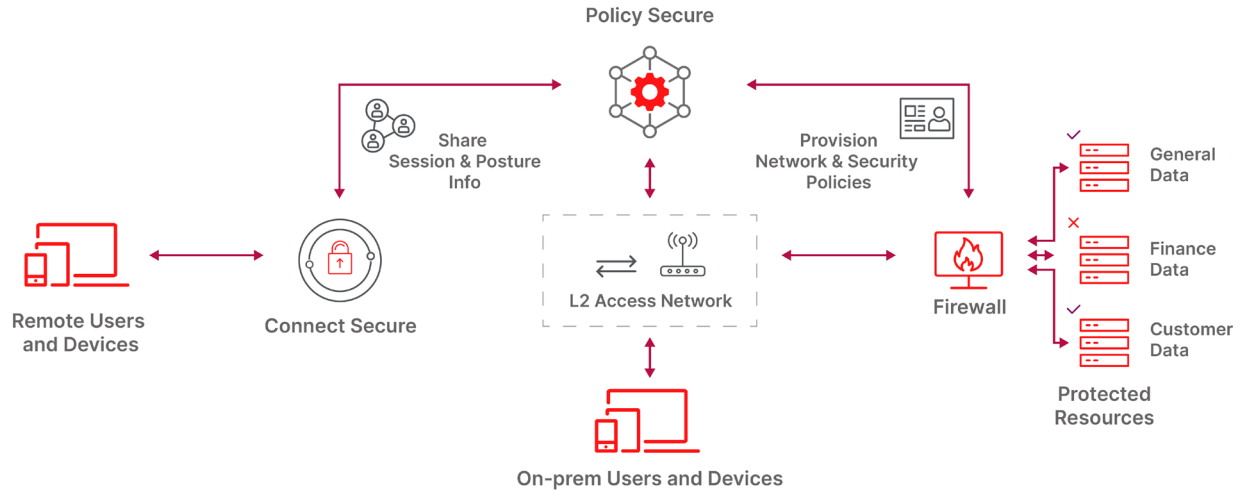 Policy Secure
Share
Session & Posture
Info
Provision
Network & Security
Policies
General
Data
Finance
Data
Customer
Data
Protected
Resources
Remote Users
and Devices
Connect Secure
L2 Access Network
Firewall
On-prem Users and Devices